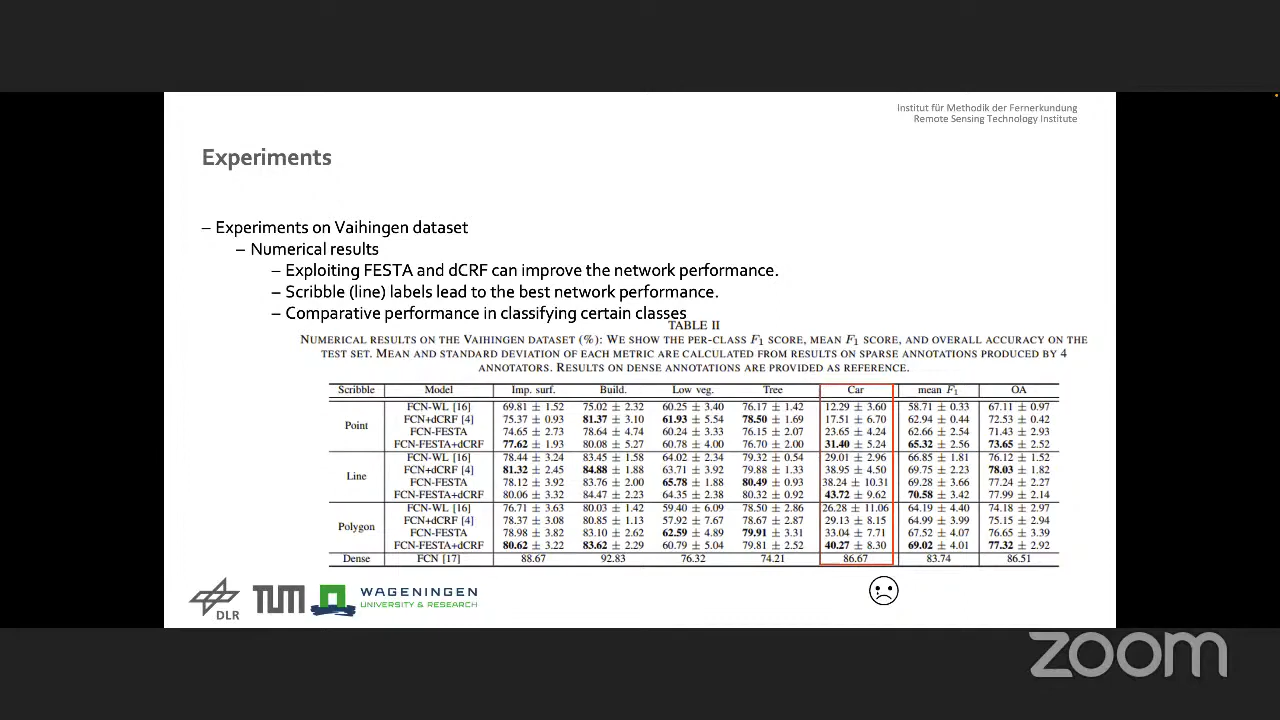 Institut für Methodik der Fernerkundung
Remote Sensing Technology Institute
Experiments
– Experiments on Vaihingen dataset
– Numerical results
– Exploiting FESTA and dCRF can improve the network performance.
– Scribble (line) labels lead to the best network performance.
– Comparative performance in classifying certain classes
TABLE II
NUMERICAL RESULTS ON THE VAIHINGEN DATASET (%): WE SHOW THE PER-CLASS F1 SCORE, MEAN F1 SCORE, AND OVERALL ACCURACY ON THE
TEST SET. MEAN AND STANDARD DEVIATION OF EACH METRIC ARE CALCULATED FROM RESULTS ON SPARSE ANNOTATIONS PRODUCED BY 4
ANNOTATORS. RESULTS ON DENSE ANNOTATIONS ARE PROVIDED AS REFERENCE.
Scribble Model Imp. surf. Build. Low veg. Tree Car mean F1 OA
Point
FCN-WL [16] 69.81 ± 1.52 75.02 ± 2.32 60.25 ± 3.40 76.17 ± 1.42 12.29 ± 3.60 58.71 ± 0.33 67.11 ± 0.97
FCN+dCRF [4] 75.37 ± 0.93 81.37 ± 3.10 61.93 ± 5.54 78.50 ± 1.69 17.51 ± 6.70 62.94 ± 0.44 72.53 ± 0.42
FCN-FESTA 74.65 ± 2.73 78.64 ± 4.74 60.24 ± 3.33 76.15 ± 2.07 23.65 ± 4.24 62.66 ± 2.54 71.43 ± 2.93
FCN-FESTA+dCRF 77.62 ± 1.93 80.08 ± 5.27 60.78 ± 4.00 76.70 ± 2.00 31.40 ± 5.24 65.32 ± 2.56 73.65 ± 2.52
Line
FCN-WL [16] 78.44 ± 3.24 83.45 ± 1.58 64.02 ± 2.34 79.32 ± 0.54 29.01 ± 2.96 66.85 ± 1.81 76.12 ± 1.52
FCN+dCRF [4] 81.32 ± 2.45 84.88 ± 1.88 63.71 ± 3.92 79.88 ± 1.33 38.95 ± 4.50 69.75 ± 2.23 78.03 ± 1.82
FCN-FESTA 78.12 ± 3.92 83.76 ± 2.00 65.78 ± 1.88 80.49 ± 0.93 38.24 ± 10.31 69.28 ± 3.66 77.24 ± 2.27
FCN-FESTA+dCRF 80.06 ± 3.32 84.47 ± 2.23 64.35 ± 2.38 80.32 ± 0.92 43.72 ± 9.62 70.58 ± 3.42 77.99 ± 2.14
Polygon
FCN-WL [16] 76.71 ± 3.63 80.03 ± 1.42 59.40 ± 6.09 78.50 ± 2.86 26.28 ± 11.06 64.19 ± 4.40 74.18 ± 2.97
FCN+dCRF [4] 78.37 ± 3.08 80.85 ± 1.13 57.92 ± 7.67 78.67 ± 2.87 29.13 ± 8.15 64.99 ± 3.99 75.15 ± 2.94
FCN-FESTA 78.98 ± 3.82 83.10 ± 2.62 62.59 ± 4.89 79.91 ± 3.31 33.04 ± 7.71 67.52 ± 4.07 76.65 ± 3.39
FCN-FESTA+dCRF 80.62 ± 3.22 83.62 ± 2.29 60.79 ± 5.04 79.81 ± 2.52 40.27 ± 8.30 69.02 ± 4.01 77.32 ± 2.92
Dense FCN [17] 88.67 92.83 76.32 74.21 86.67 83.74 86.51
DLR
TUM
WAGENINGEN
UNIVERSITY & RESEARCH
zoom